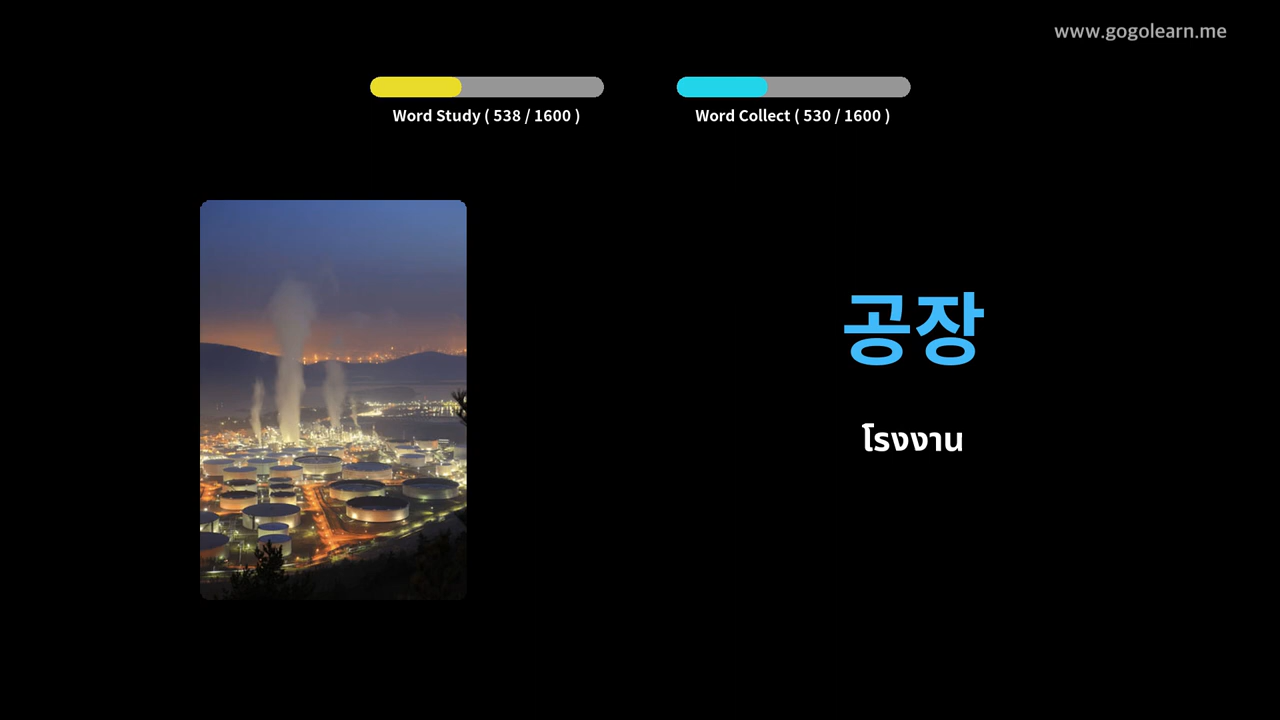 www.gogolearn.me
Word Study ( 538 / 1600 )
Word Collect ( 530 / 1600 )
공장
โรงงาน